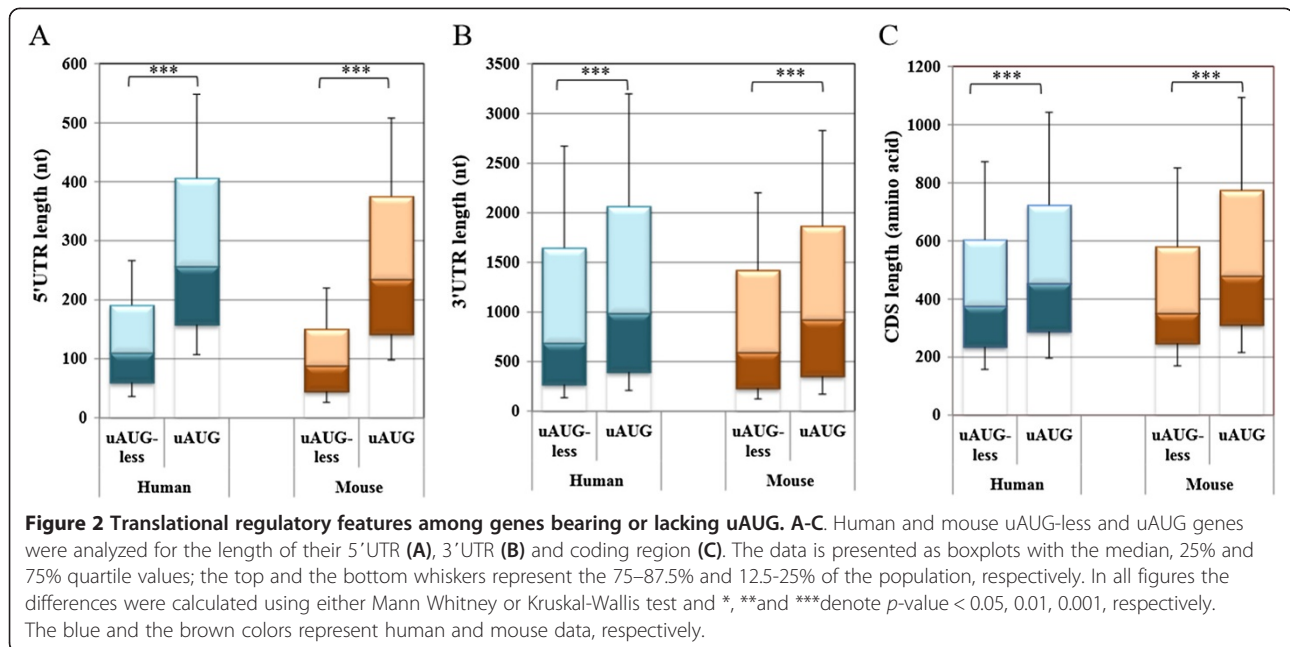 A
B
C
600
500
400
300
200
100
0
5'UTR length (nt)
***
***
uAUG-
less
uAUG
uAUG-
less
uAUG
Human
Mouse
3500
3000
2500
2000
1500
1000
500
0
3'UTR length (nt)
***
***
uAUG-
less
uAUG
uAUG-
less
uAUG
Human
Mouse
1200
1000
800
600
400
200
0
CDS length (amino acid)
***
***
uAUG-
less
uAUG
uAUG-
less
uAUG
Human
Mouse
Figure 2 Translational regulatory features among genes bearing or lacking uAUG. A-C. Human and mouse uAUG-less and uAUG genes
were analyzed for the length of their 5′UTR (A), 3′UTR (B) and coding region (C). The data is presented as boxplots with the median, 25% and
75% quartile values; the top and the bottom whiskers represent the 75–87.5% and 12.5-25% of the population, respectively. In all figures the
differences were calculated using either Mann Whitney or Kruskal-Wallis test and *, **and ***denote p-value < 0.05, 0.01, 0.001, respectively.
The blue and the brown colors represent human and mouse data, respectively.